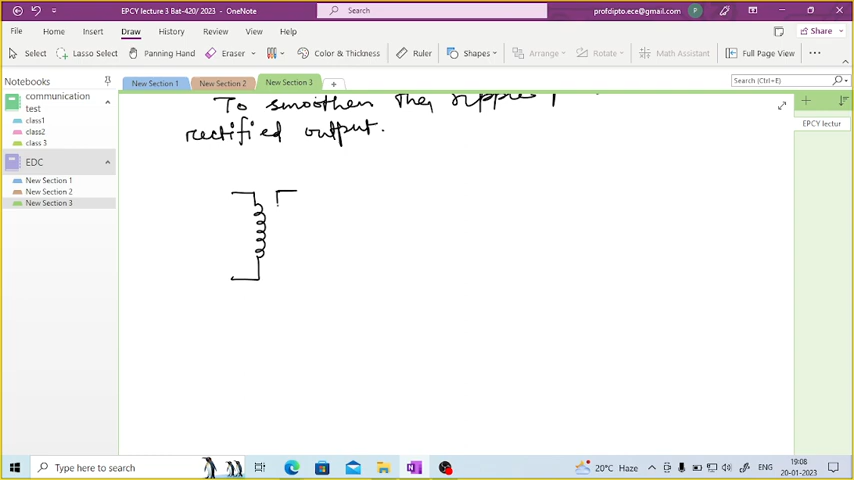 EPCY lecture 3 Bat-420/ 2023 - OneNote
Search
profdipto.ece@gmail.com
P
File
Home
Insert
Draw
History
Review
View
Help
Share
Select
Lasso Select
Panning Hand
Eraser
Color & Thickness
Ruler
Shapes
Arrange
Rotate
Math Assistant
Full Page View
Notebooks
New Section 1
New Section 2
New Section 3
Search (Ctrl+E)
communication
test
class1
class2
class 3
EDC
New Section 1
New Section 2
New Section 3
EPCY lectur
To smoothen the ripples
rectified output.
Type here to search
20°C Haze
ENG
19:08
20-01-2023